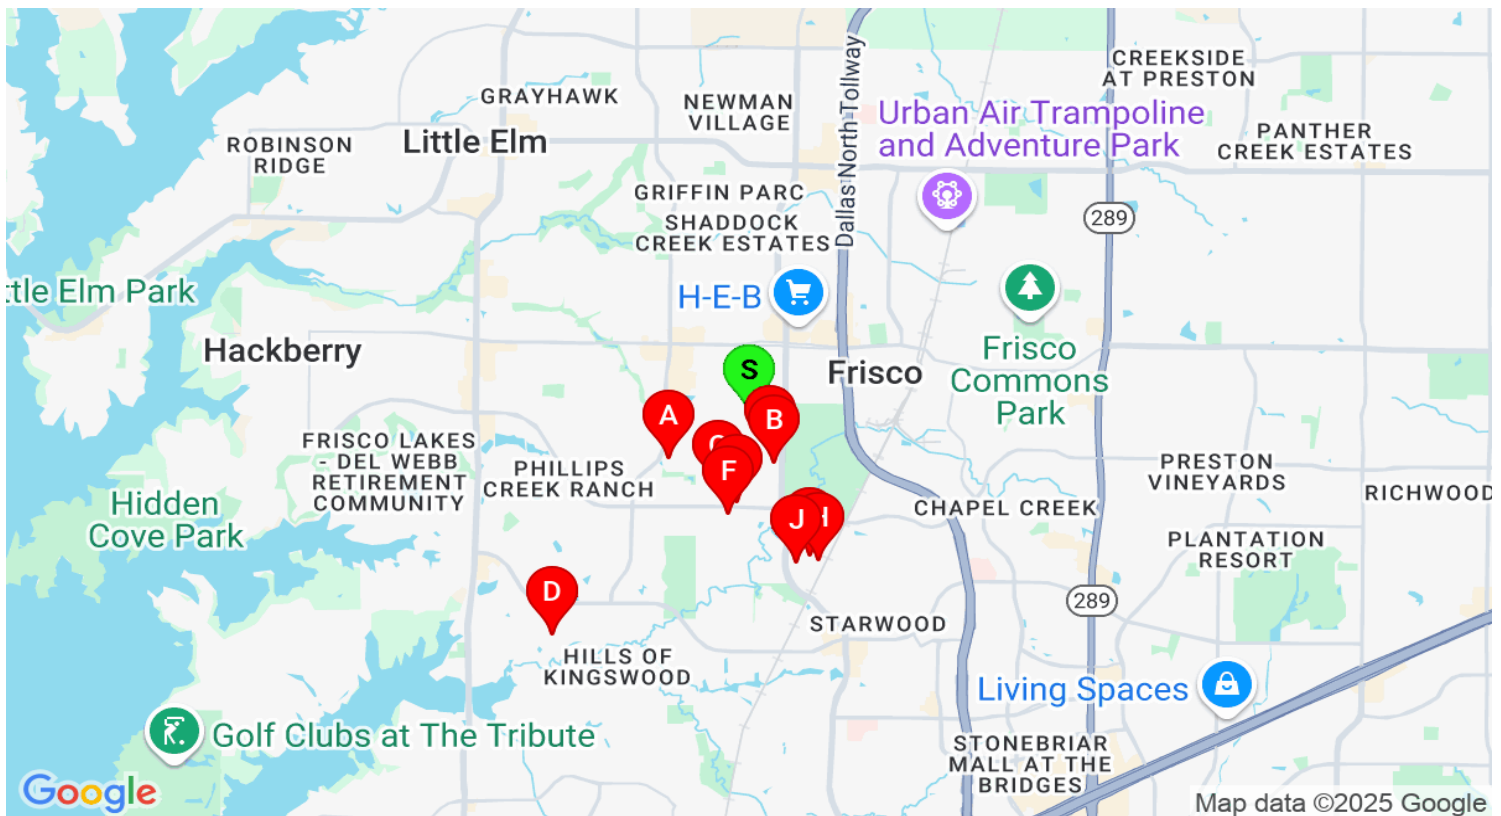 CREEKSIDE
AT PRESTON
GRAYHAWK
NEWMAN
VILLAGE
Dallas North Tollway
Urban Air Trampoline
and Adventure Park
PANTHER
CREEK ESTATES
ROBINSON
RIDGE
Little Elm
GRIFFIN PARC
SHADDOCK
CREEK ESTATES
289
ttle Elm Park
H-E-B
Hackberry
Frisco
Frisco
Commons
Park
S
A
B
F
FRISCO LAKES
- DEL WEBB
RETIREMENT
COMMUNITY
PHILLIPS
CREEK RANCH
PRESTON
VINEYARDS
RICHWOOD
Hidden
Cove Park
CHAPEL CREEK
J
H
PLANTATION
RESORT
D
289
STARWOOD
HILLS OF
KINGSWOOD
Living Spaces
Golf Clubs at The Tribute
STONEBRIAR
MALL AT THE
BRIDGES
Google
Map data ©2025 Google